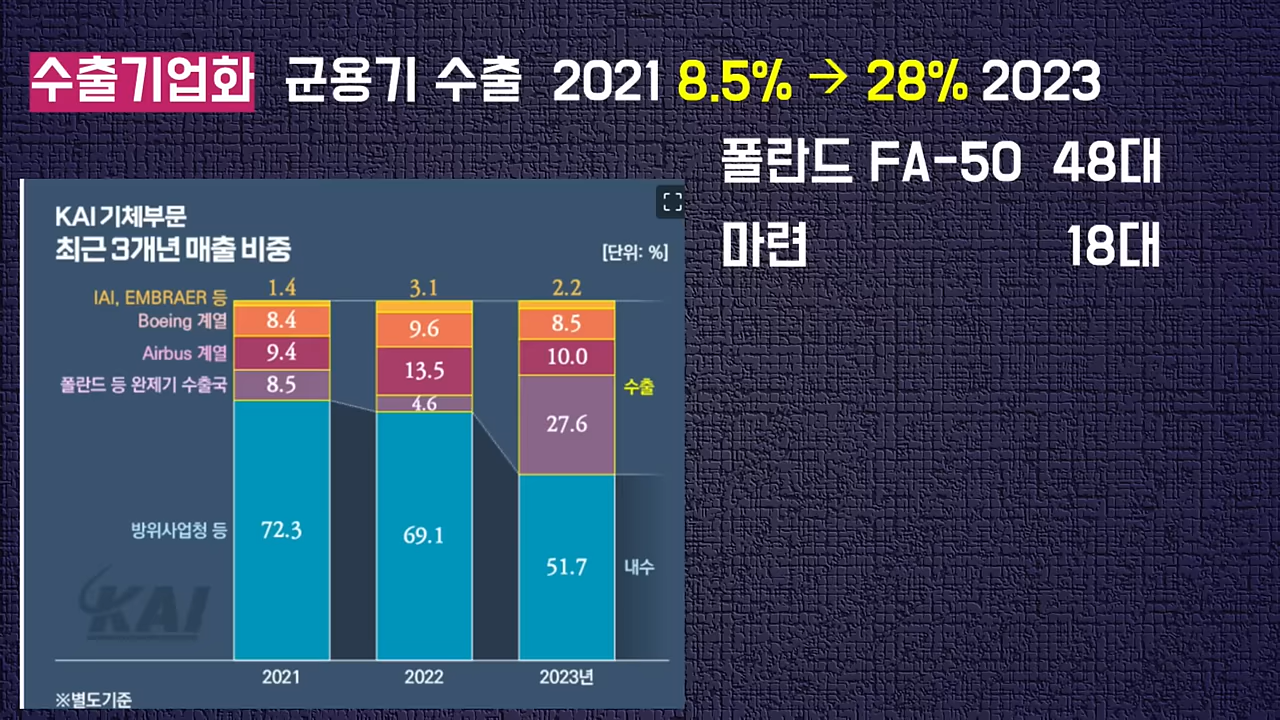 수출기업화 군용기 수출 2021 8.5% → 28% 2023
폴란드 FA-50 48대
마련 18대
KAI 기체부문
최근 3개년 매출 비중
[단위: %]
IAI, EMBRAER 등 1.4 3.1 2.2
Boeing 계열 8.4 9.6 8.5
Airbus 계열 9.4 13.5 10.0
폴란드 등 완제기 수출국 8.5 4.6 27.6
수출
방위사업청 등 72.3 69.1 51.7
내수
KAI
2021 2022 2023년
※별도기준